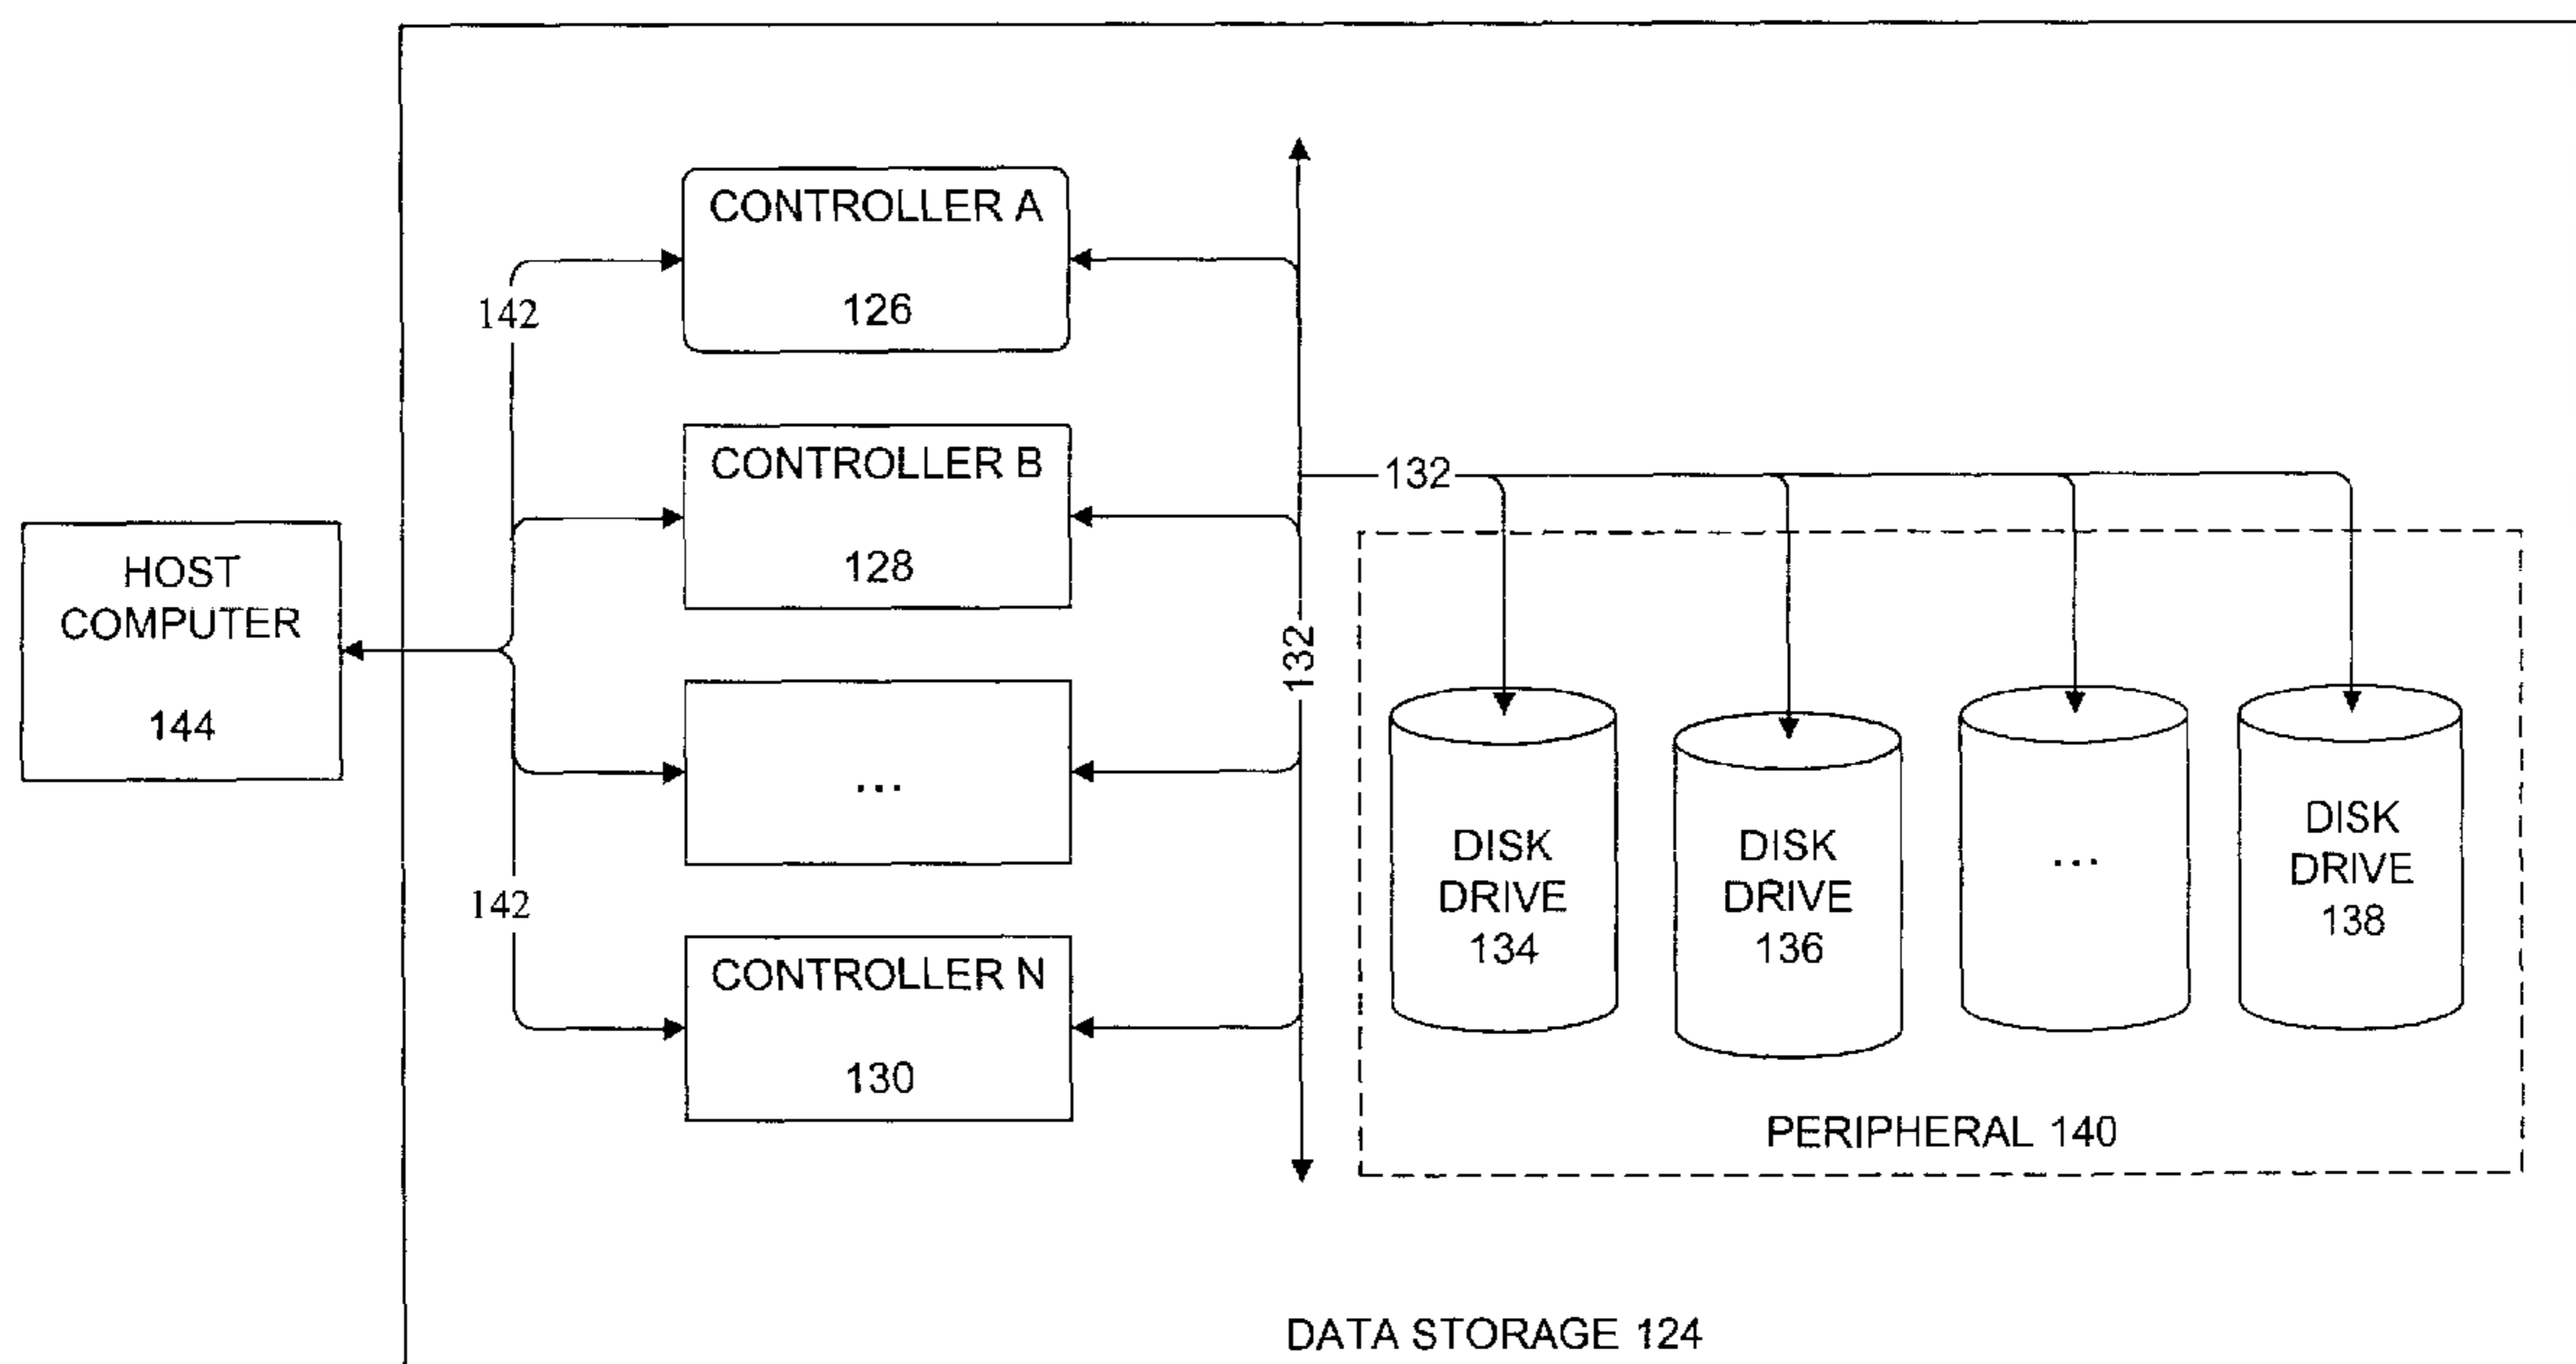 CONTROLLER A
126
142
CONTROLLER B
128
132
HOST
COMPUTER
144
132
...
142
CONTROLLER N
130
DISK
DRIVE
134
DISK
DRIVE
136
...
DISK
DRIVE
138
PERIPHERAL 140
DATA STORAGE 124